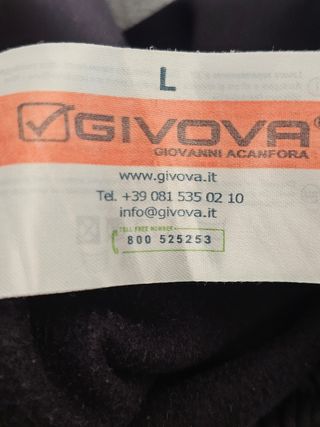 L
GIVOVA®
GIOVANNI ACANFORA
www.givova.it
Tel. +39 081 535 02 10
info@givova.it
TOLL FREE NUMBER
800 525253